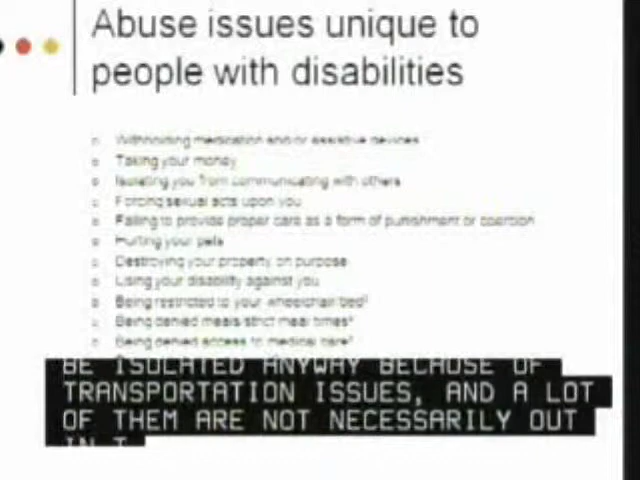 Abuse issues unique to
people with disabilities
Withholding medication and/or assistive devices
Taking your money
Isolating you from communicating with others
Forcing sexual acts upon you
Failing to provide proper care as a form of punishment or coercion
Hurting your pets
Destroying your property on purpose
Using your disability against you
Being restricted to your wheelchair/bed*
Being denied meals/strict meal times*
Being denied access to medical care*
BE ISOLATED ANYWAY BECAUSE OF
TRANSPORTATION ISSUES, AND A LOT
OF THEM ARE NOT NECESSARILY OUT
IN T